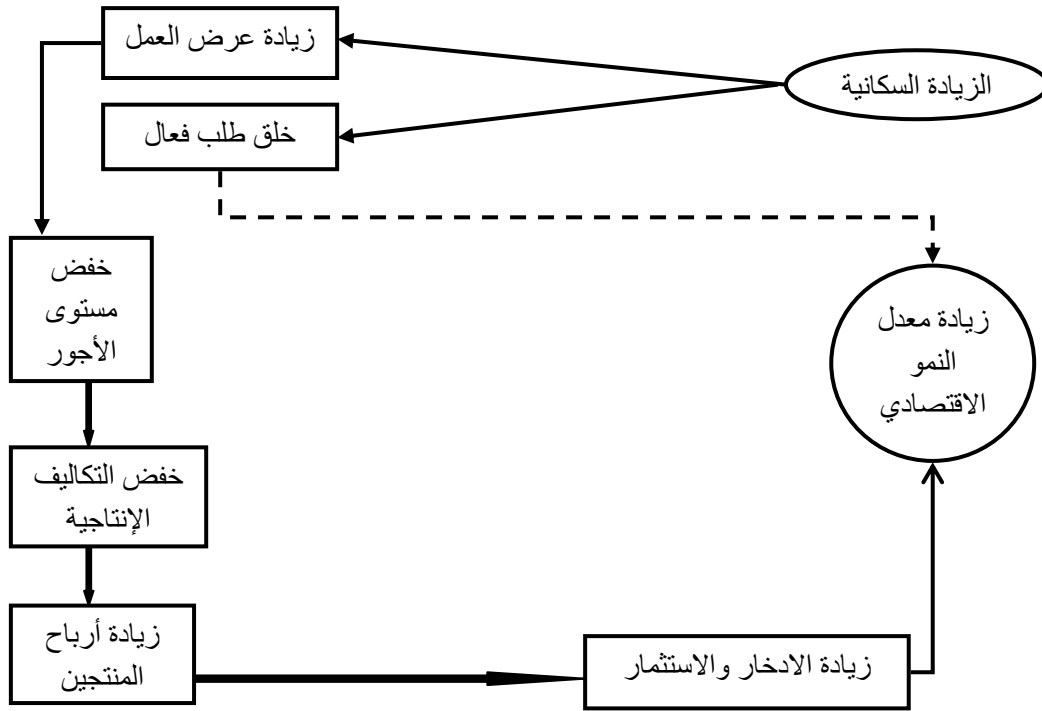 زيادة عرض العمل
الزيادة السكانية
خلق طلب فعال
خفض
مستوى
الأجور
زيادة معدل
النمو
الاقتصادي
خفض التكاليف
الإنتاجية
زيادة أرباح
المنتجين
زيادة الادخار والاستثمار